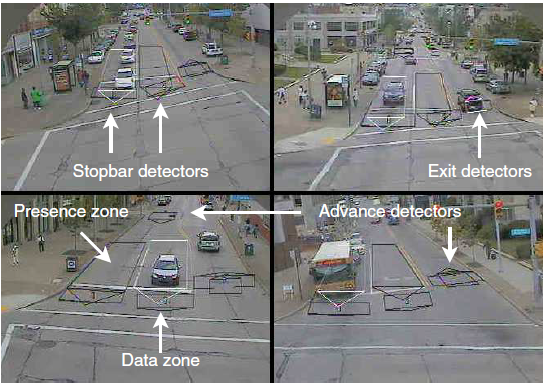 Stopbar detectors
Exit detectors
Presence zone
Advance detectors
Data zone